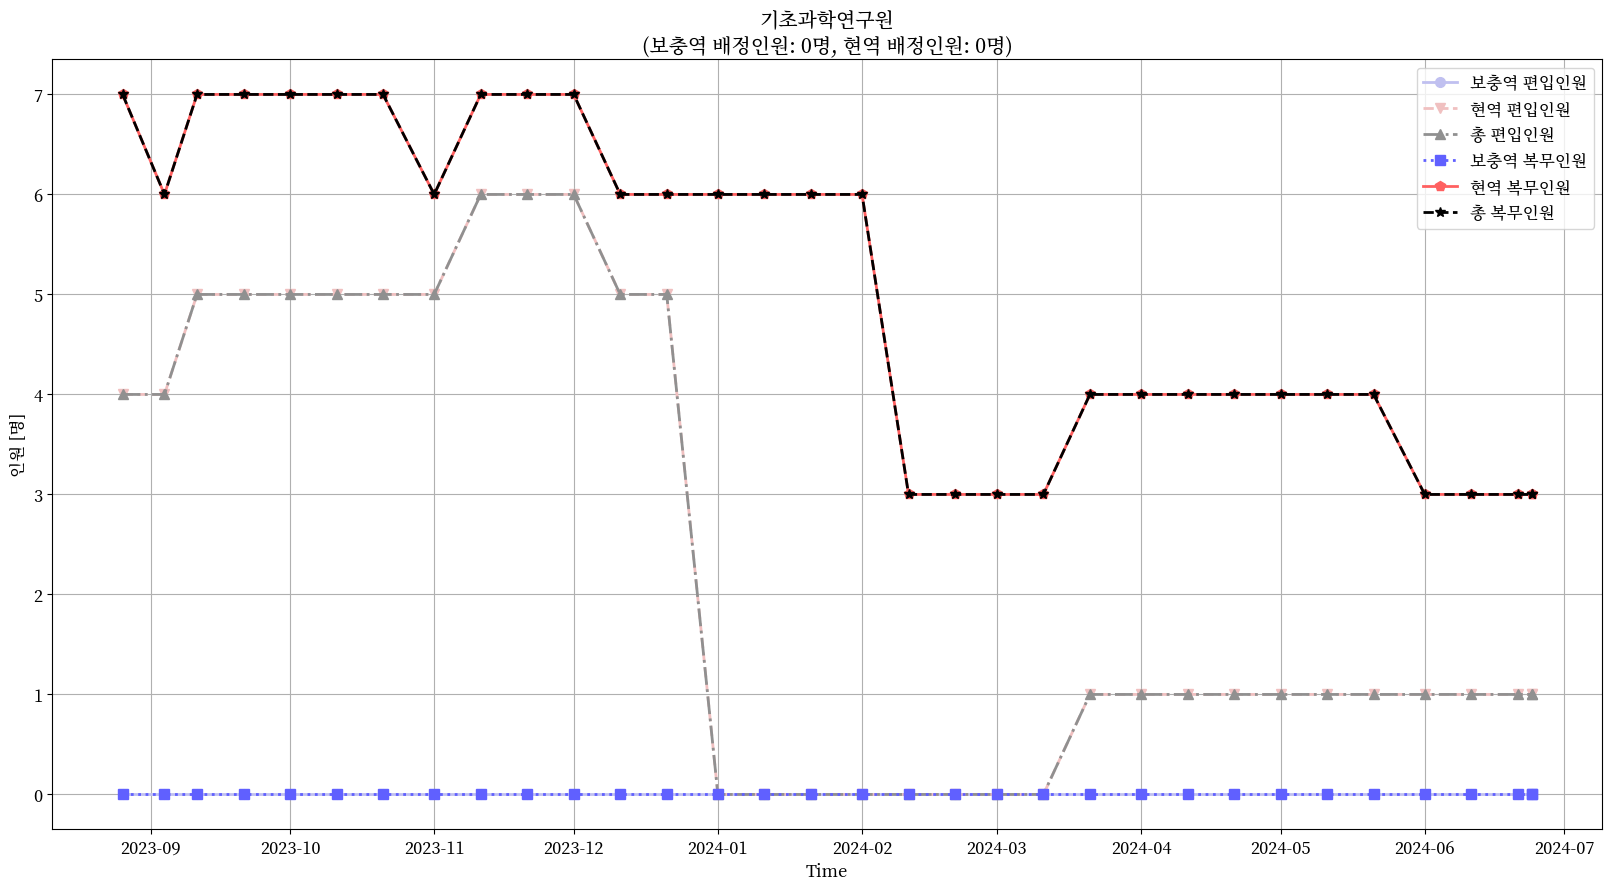 기초과학연구원
(보충역 배정인원: 0명, 현역 배정인원: 0명)
보충역 편입인원
현역 편입인원
총 편입인원
보충역 복무인원
현역 복무인원
총 복무인원
인원 [명]
7
6
5
4
3
2
1
0
2023-09
2023-10
2023-11
2023-12
2024-01
2024-02
2024-03
2024-04
2024-05
2024-06
2024-07
Time